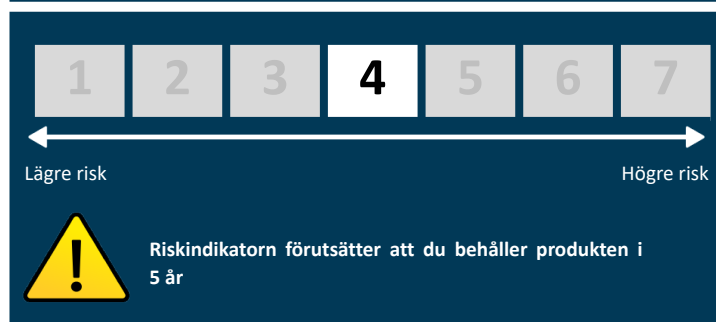 1 2 3 4 5 6 7
Lägre risk Högre risk
Riskindikatorn förutsätter att du behåller produkten i
5 år